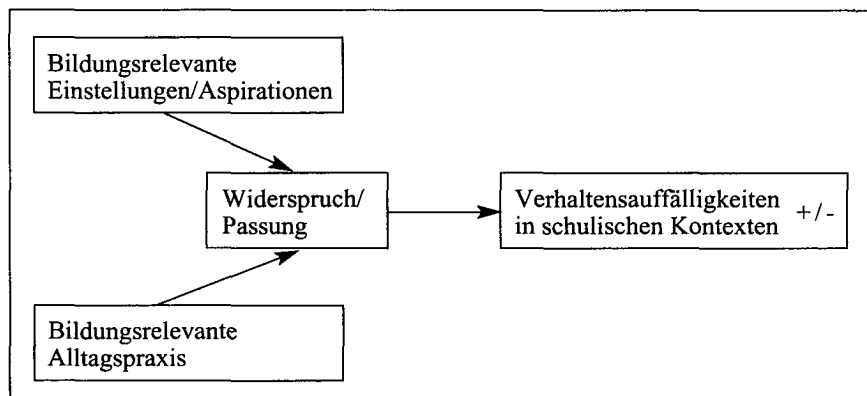 Bildungsrelevante
Einstellungen/Aspirationen
Widerspruch/
Passung
Verhaltensauffälligkeiten
in schulischen Kontexten +/-
Bildungsrelevante
Alltagspraxis